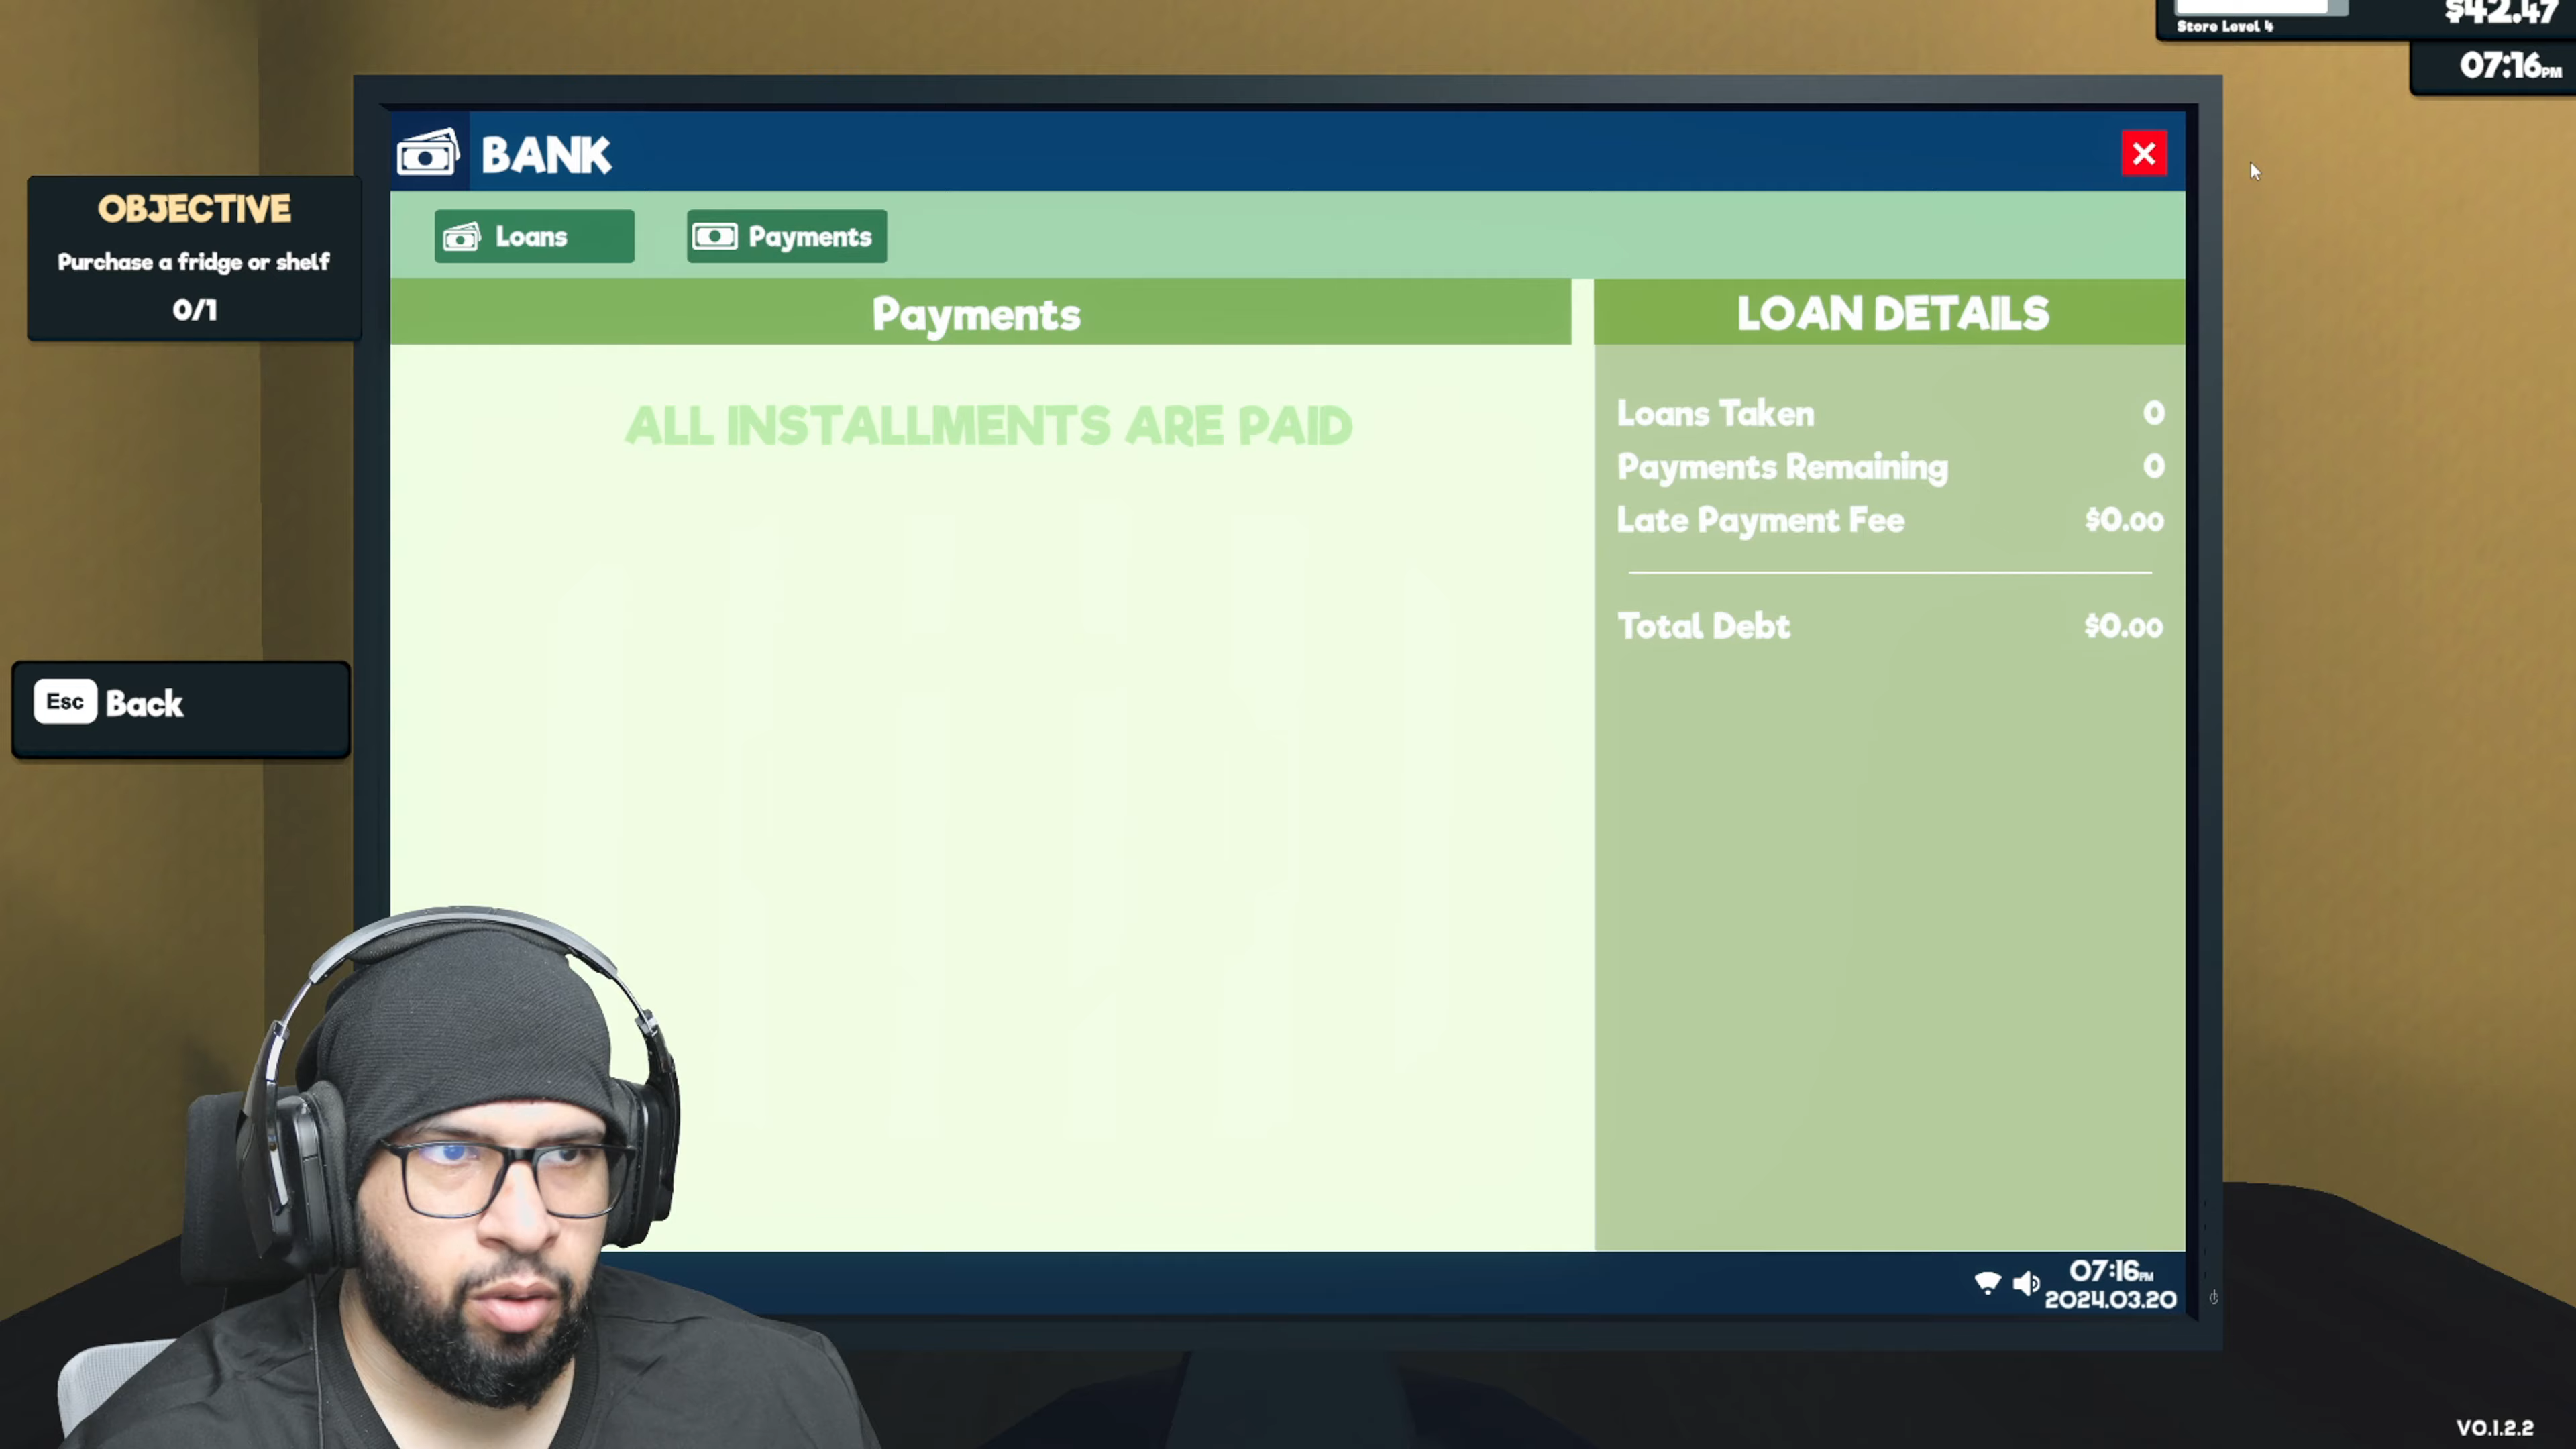 $42.47
Store Level 4
07:16PM
BANK
OBJECTIVE
Purchase a fridge or shelf
0/1
Loans
Payments
Payments
LOAN DETAILS
ALL INSTALLMENTS ARE PAID
Loans Taken 0
Payments Remaining 0
Late Payment Fee $0.00
Total Debt $0.00
Esc Back
07:16PM
2024.03.20
V0.1.2.2